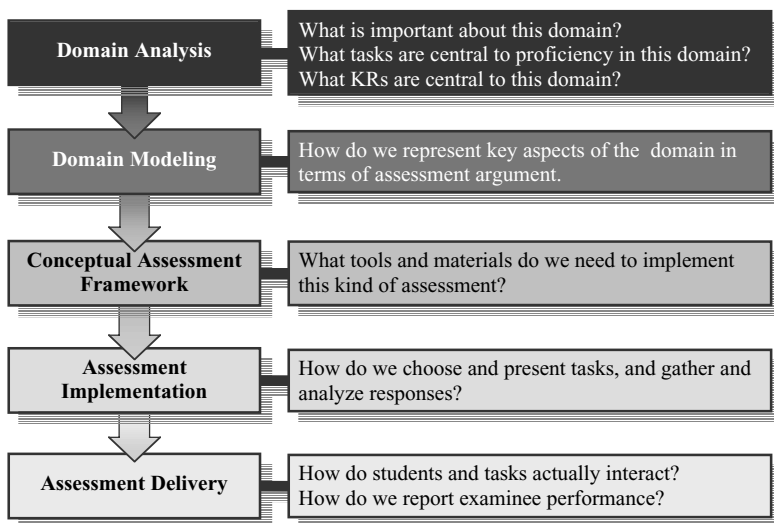 Domain Analysis
What is important about this domain?
What tasks are central to proficiency in this domain?
What KRs are central to this domain?
Domain Modeling
How do we represent key aspects of the domain in
terms of assessment argument.
Conceptual Assessment
Framework
What tools and materials do we need to implement
this kind of assessment?
Assessment
Implementation
How do we choose and present tasks, and gather and
analyze responses?
Assessment Delivery
How do students and tasks actually interact?
How do we report examinee performance?